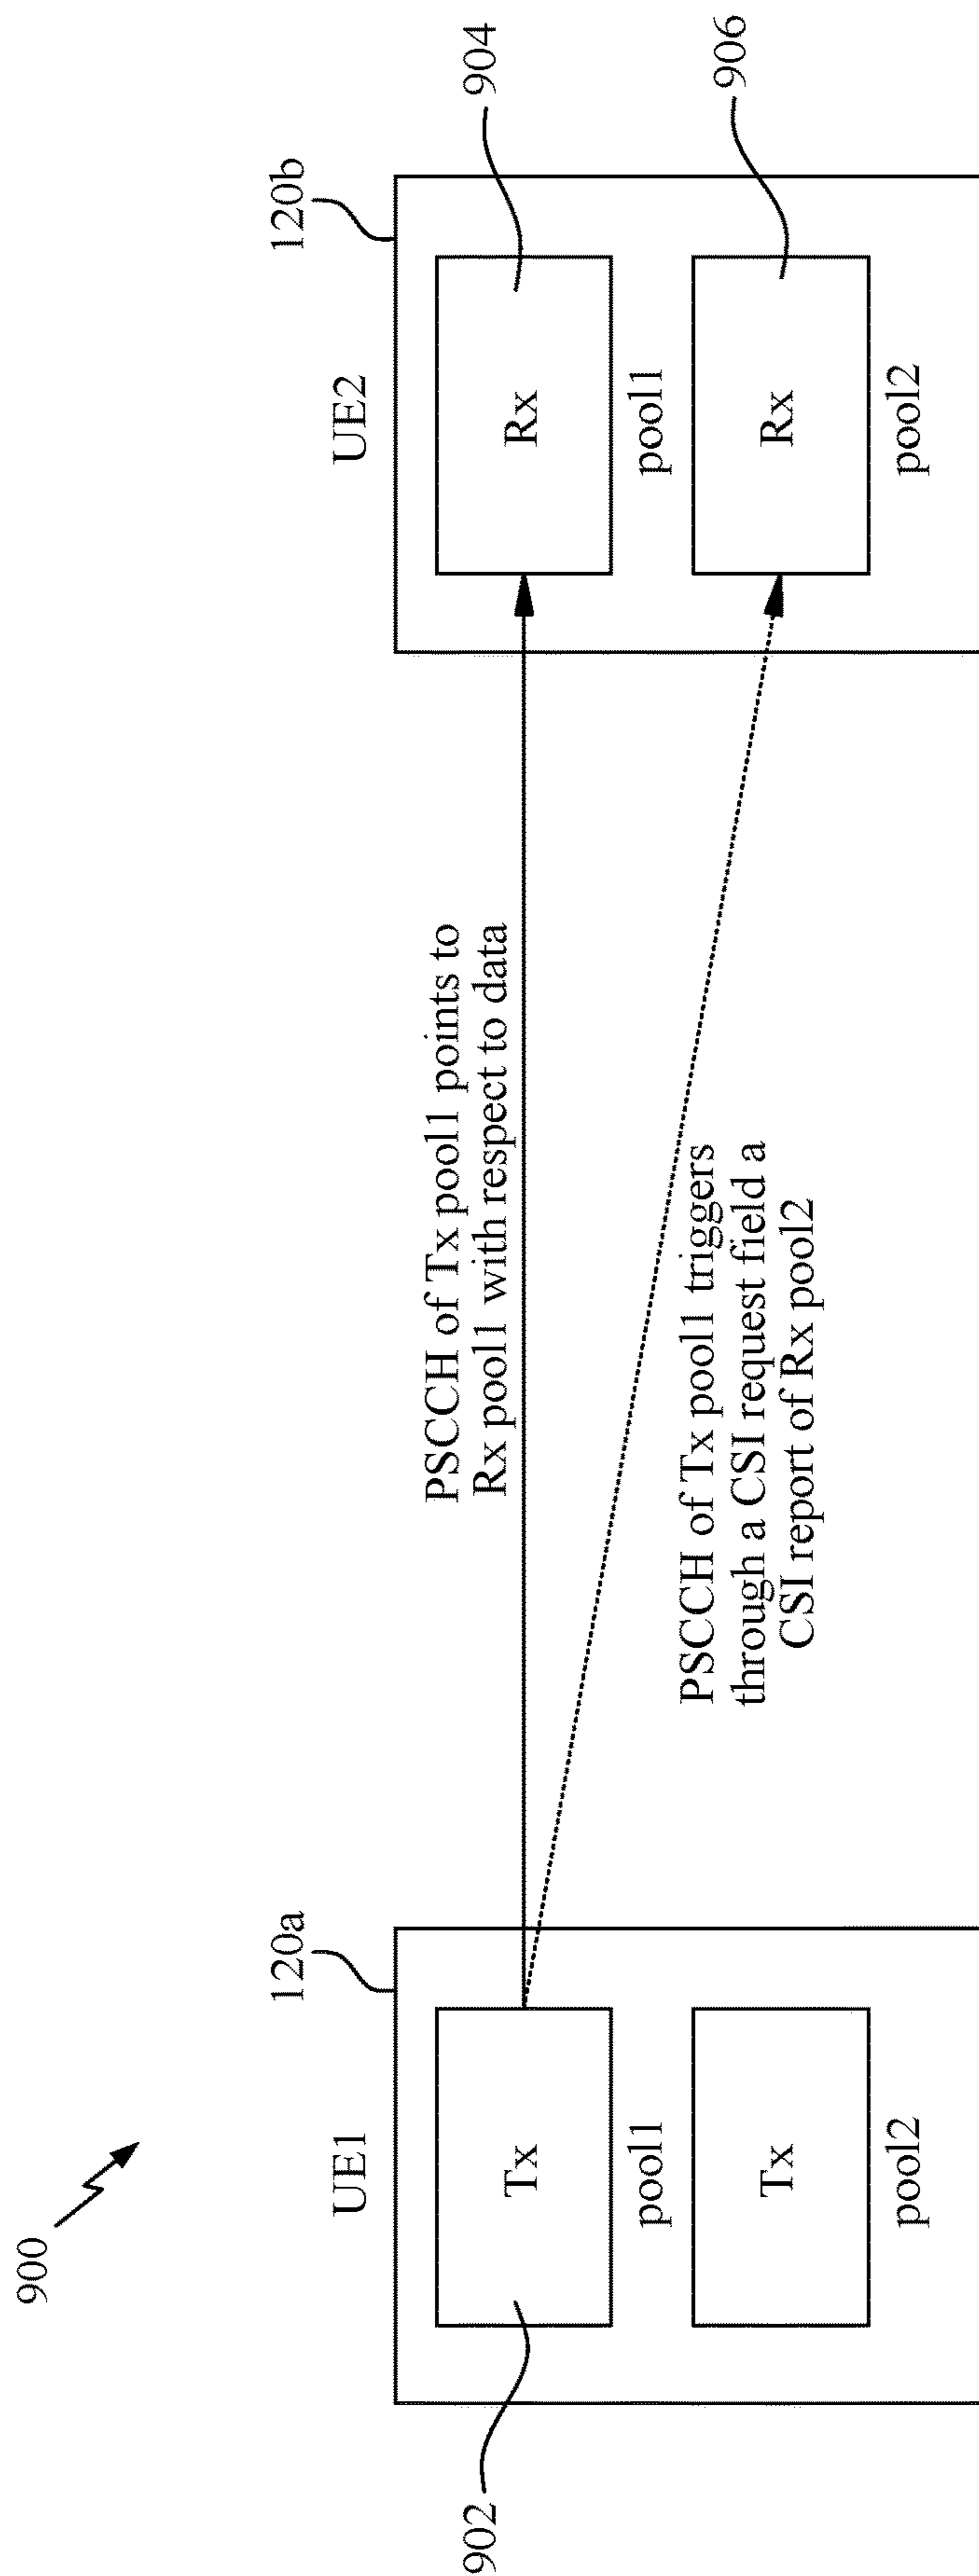 900
120a
120b
UE1
UE2
902
Tx
pool1
Tx
pool2
PSCCH of Tx pool1 points to
Rx pool1 with respect to data
PSCCH of Tx pool1 triggers
through a CSI request field a
CSI report of Rx pool2
Rx
pool1
Rx
pool2
904
906